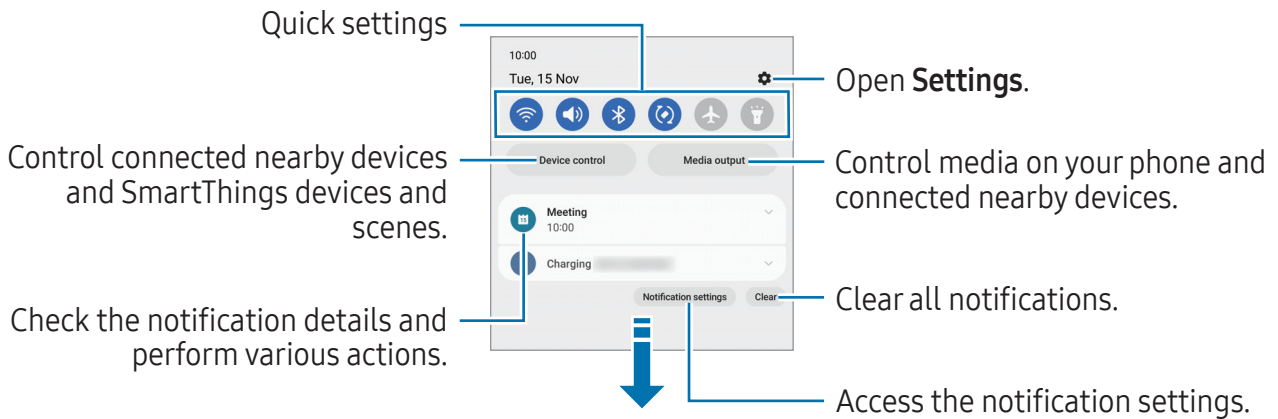 Quick settings
10:00
Tue, 15 Nov
Open Settings.
Control connected nearby devices
and SmartThings devices and
scenes.
Device control
Media output
Control media on your phone and
connected nearby devices.
Meeting
10:00
Charging
Notification settings
Clear
Clear all notifications.
Check the notification details and
perform various actions.
Access the notification settings.